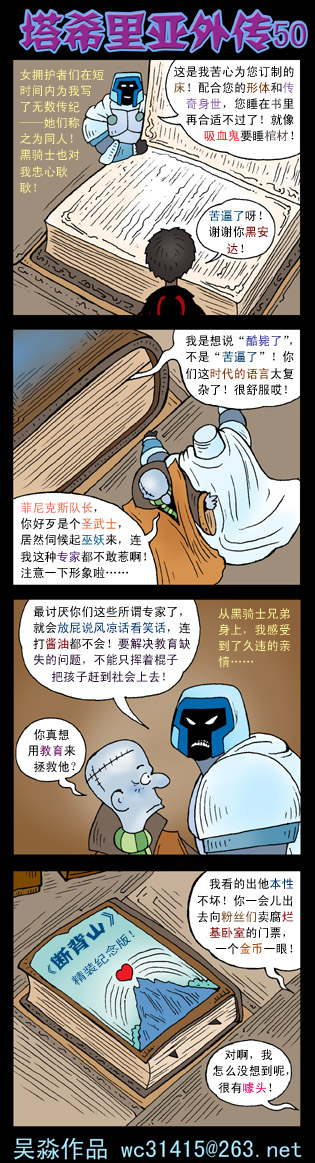 塔希里亚外传50
女拥护者们在短
时间内为我写
了无数传纪
——她们称
之为同人！
黑骑士也对
我忠心耿
耿！
这是我苦心为您订制的
床！配合您的形体和传
奇身世，您睡在书里
再合适不过了！就像
吸血鬼要睡棺材！
苦逼了呀！
谢谢你黑安
达！
我是想说“酷毙了”，
不是“苦逼了”！你
们这时代的语言太复
杂了！很舒服哎！
菲尼克斯队长，
你好歹是个圣武士，
居然伺候起巫妖来，连
我这种专家都不敢惹啊！
注意一下形象啦……
最讨厌你们这些所谓专家了，
就会放屁说风凉话看笑话，连
打酱油都不会！要解决教育缺
失的问题，不能只挥着棍子
把孩子赶到社会上去！
从黑骑士兄弟
身上，我感受
到了久违的亲
情……
你真想
用教育来
拯救他？
我看的出他本性
不坏！你一会儿出
去向粉丝们卖腐烂
基卧室的门票，
一个金币一眼！
《断背山》
精装纪念版！
对啊，我
怎么没想到呢，
很有噱头！
吴淼作品 wc31415@263.net